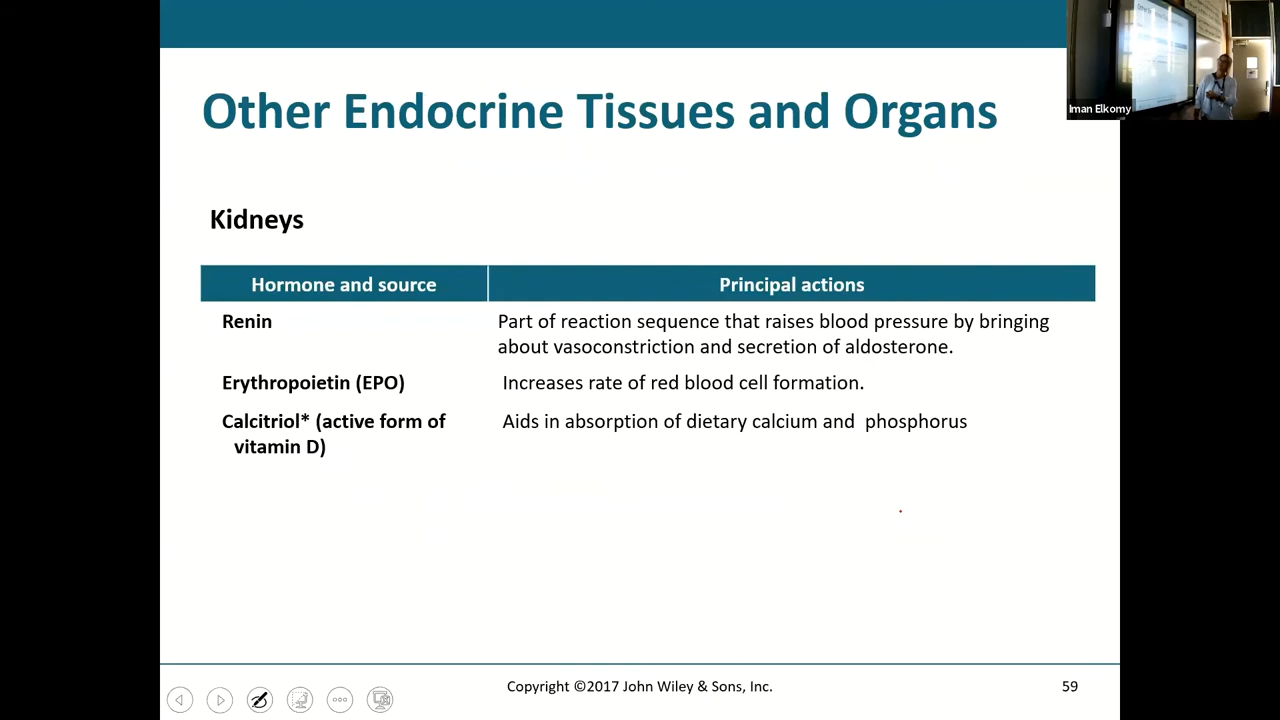 Iman Elkomy
Other Endocrine Tissues and Organs
Kidneys
Hormone and source
Principal actions
Renin
Part of reaction sequence that raises blood pressure by bringing
about vasoconstriction and secretion of aldosterone.
Erythropoietin (EPO)
Increases rate of red blood cell formation.
Calcitriol* (active form of
vitamin D)
Aids in absorption of dietary calcium and phosphorus
Copyright ©2017 John Wiley & Sons, Inc.
59